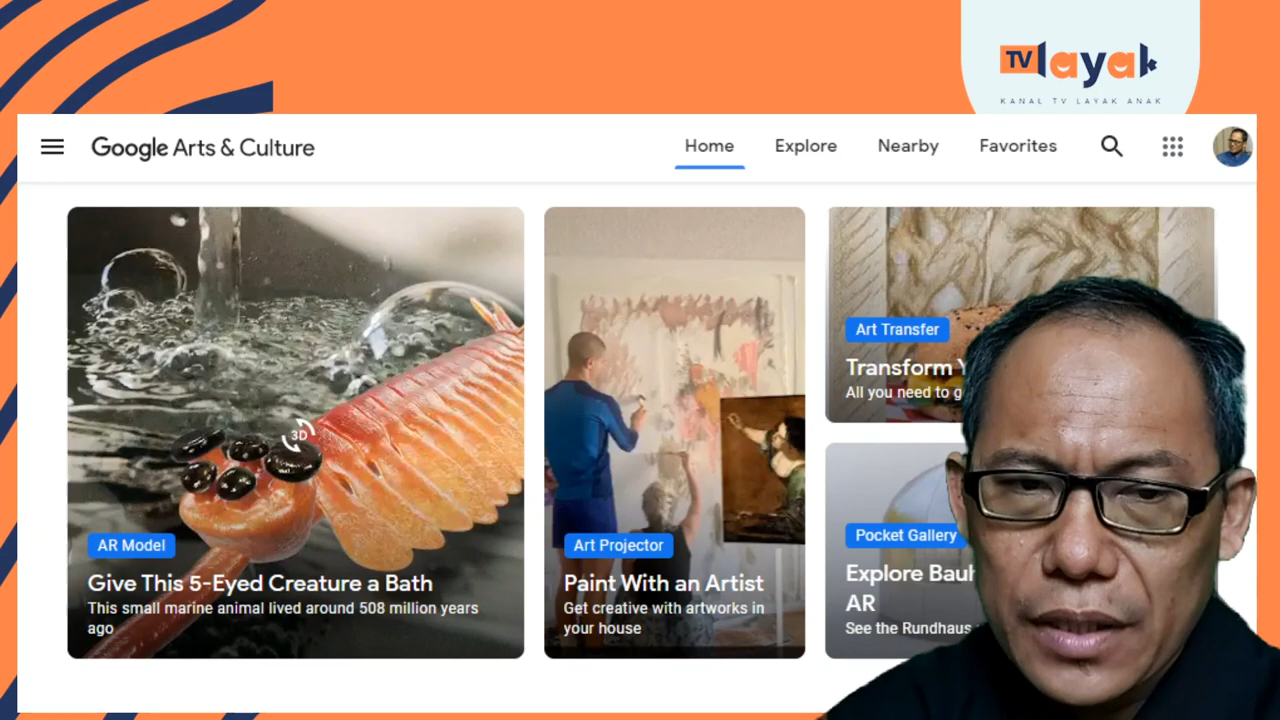 TV layak
KANAL TV LAYAK ANAK
Google Arts & Culture
Home
Explore
Nearby
Favorites
3D
AR Model
Give This 5-Eyed Creature a Bath
This small marine animal lived around 508 million years
ago
Art Projector
Paint With an Artist
Get creative with artworks in
your house
Art Transfer
Transform
All you need to
Pocket Gallery
Explore
AR
See the Rundhaus